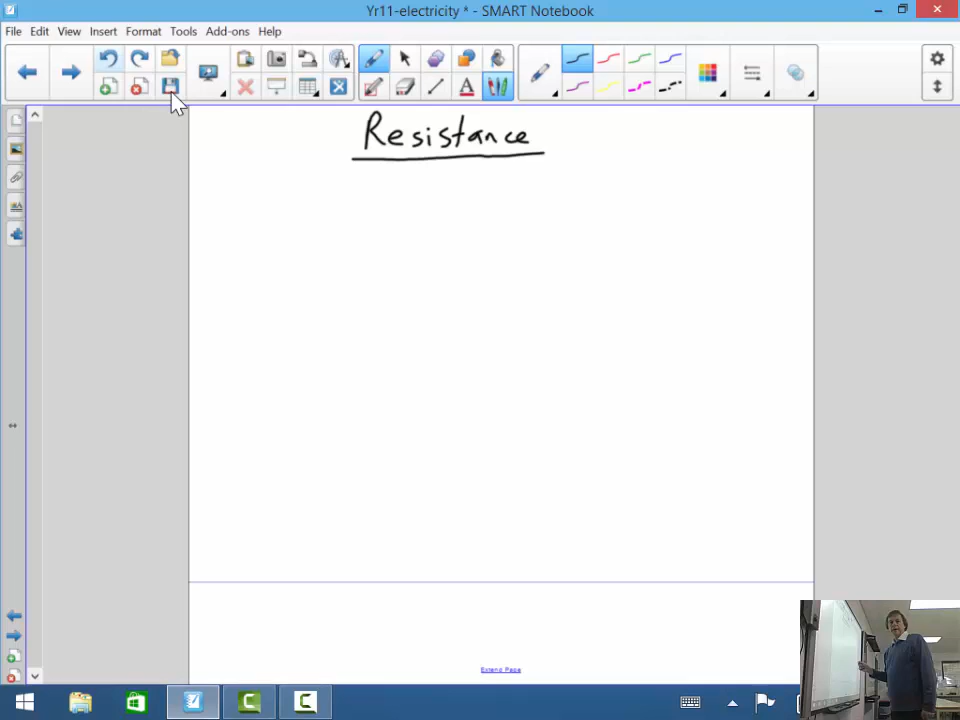 Yr11-electricity * - SMART Notebook
File Edit View Insert Format Tools Add-ons Help
Resistance
Extend Page